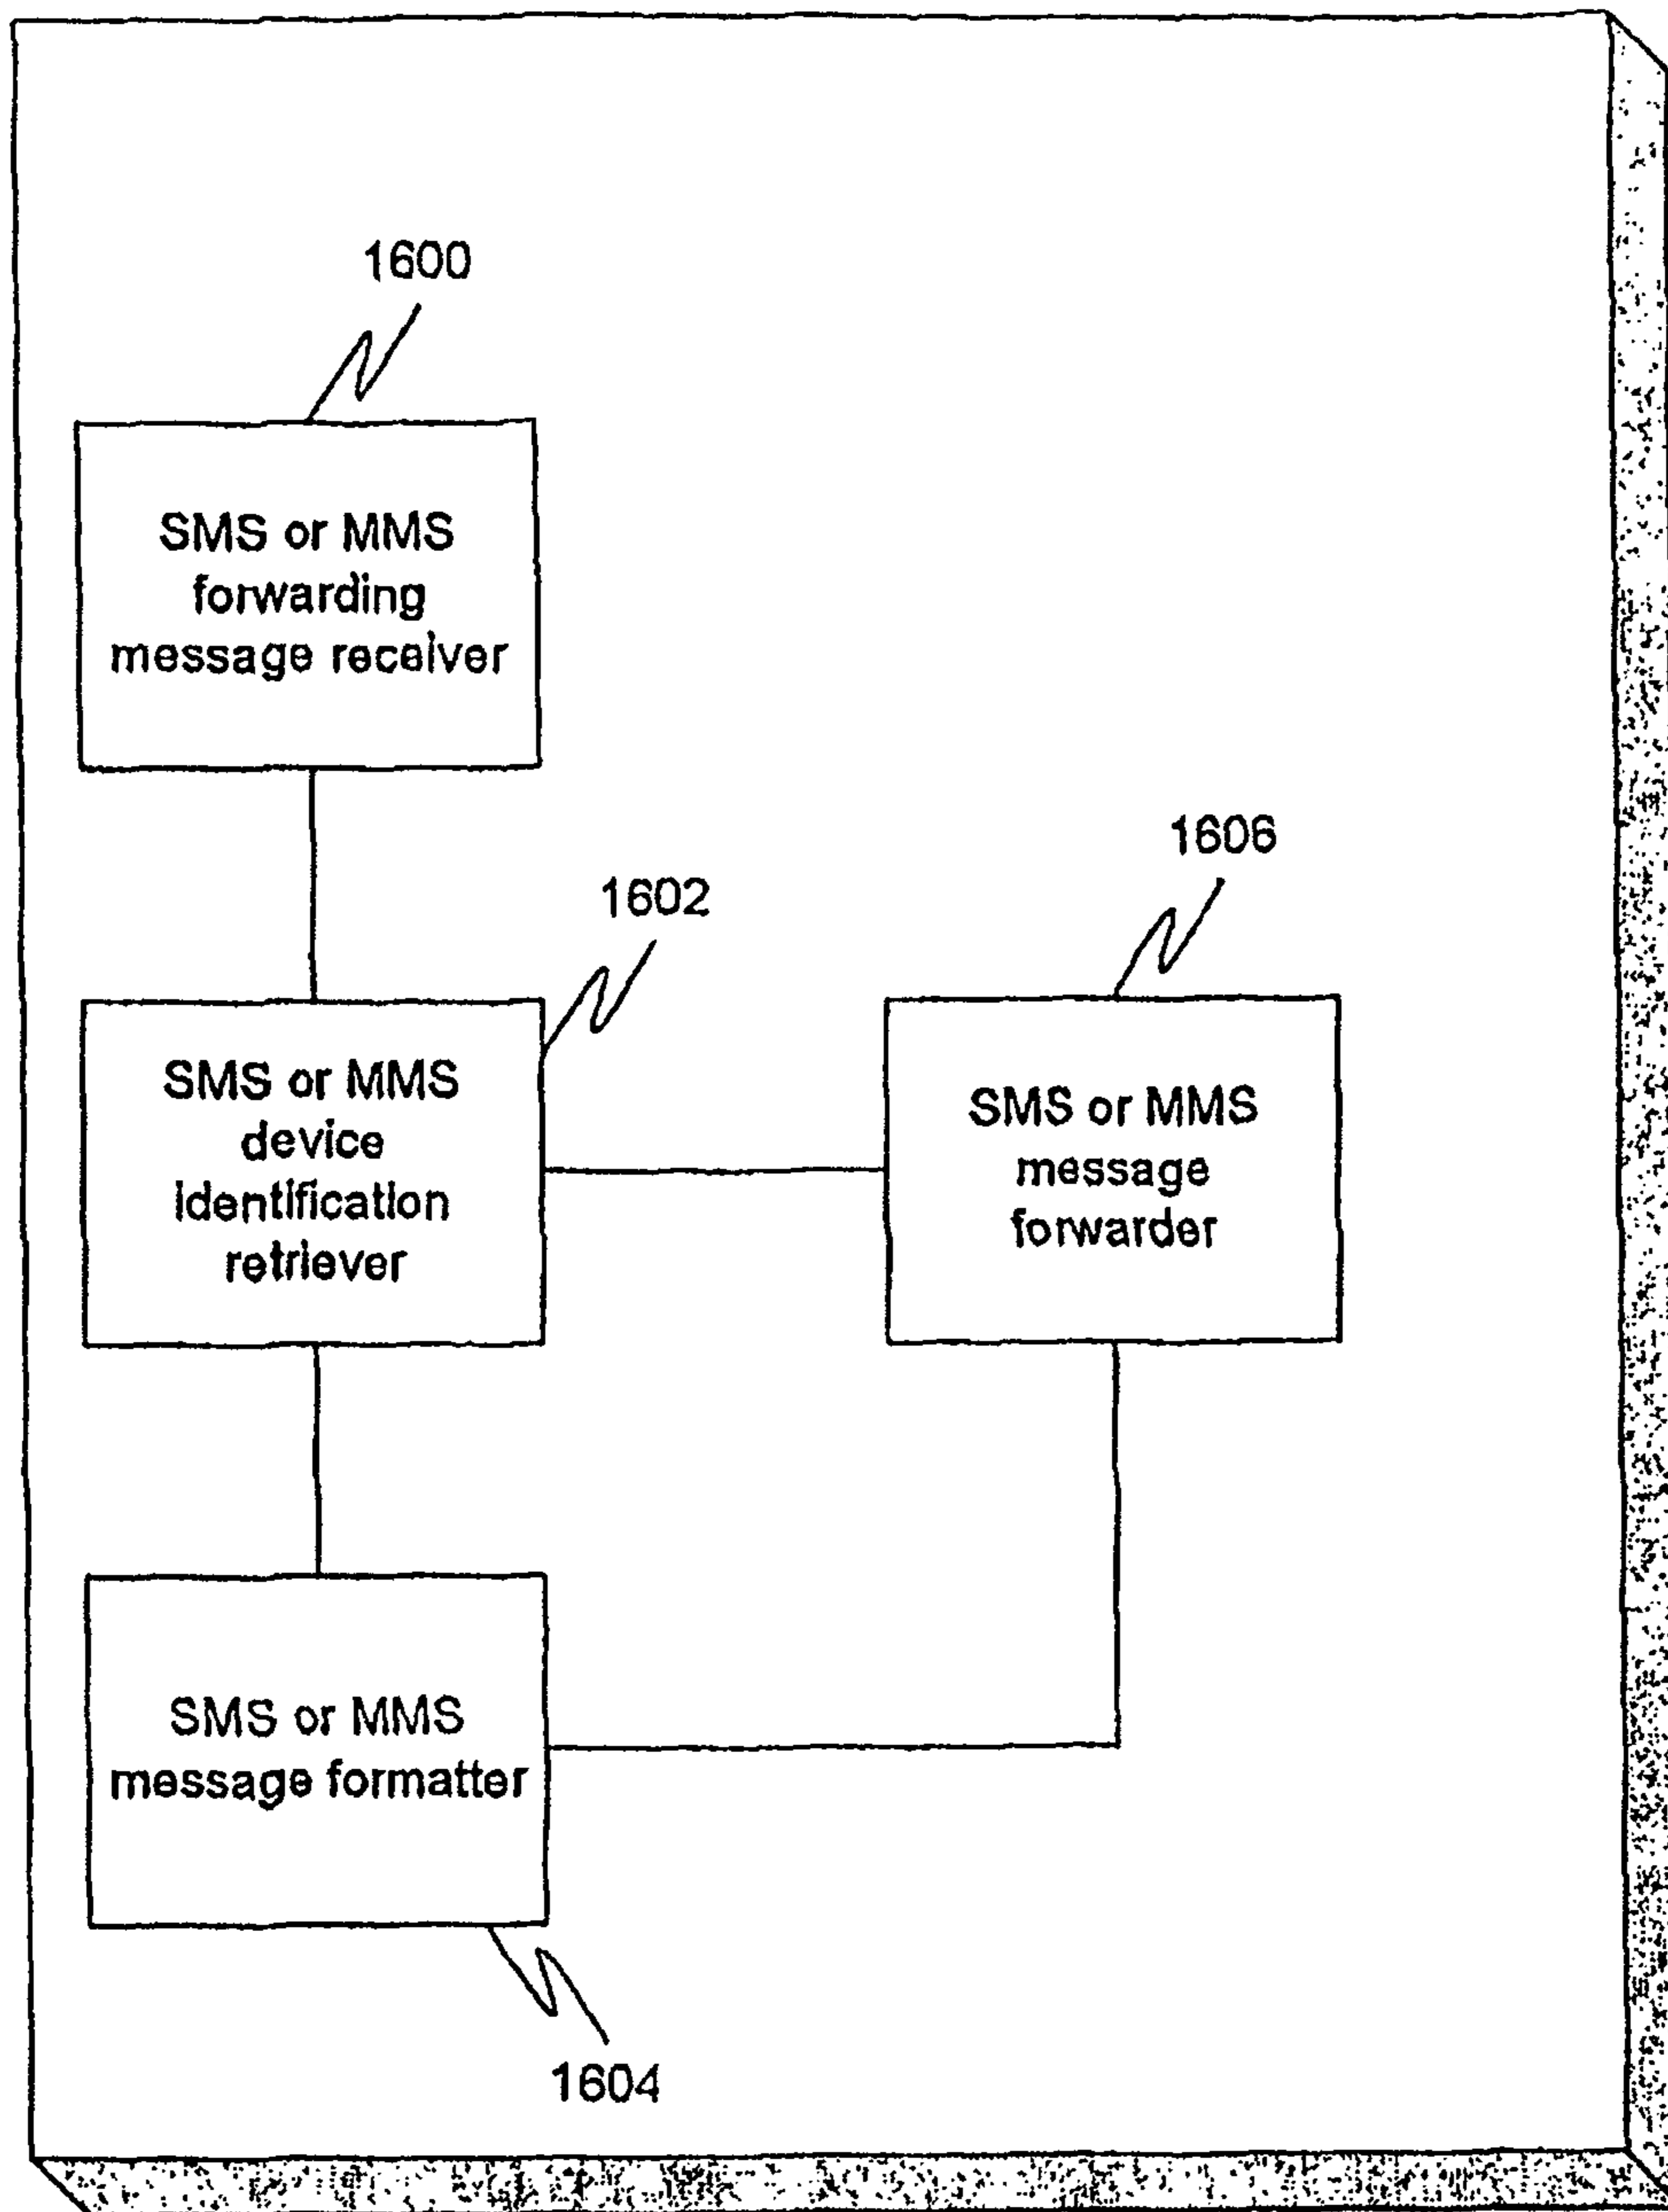 1600
SMS or MMS
forwarding
message receiver
1602
SMS or MMS
device
identification
retriever
1606
SMS or MMS
message
forwarder
SMS or MMS
message formatter
1604